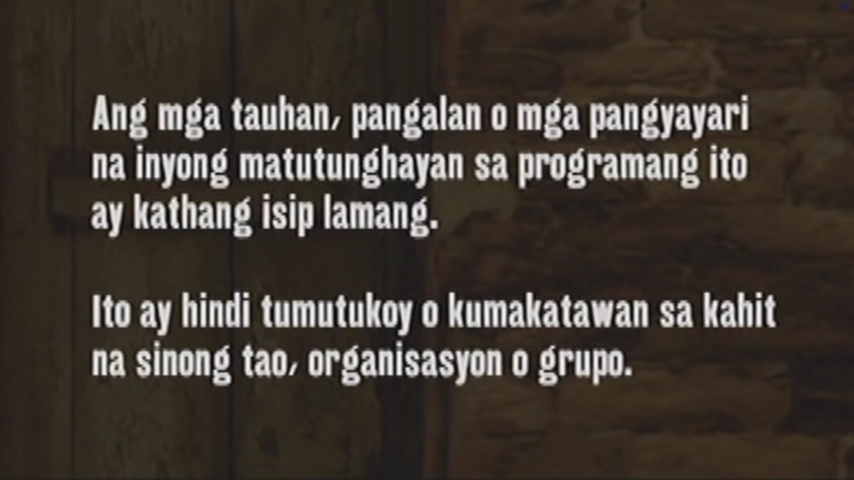 Ang mga tauhan, pangalan o mga pangyayari
na inyong matutunghayan sa programang ito
ay kathang isip lamang.
Ito ay hindi tumutukoy o kumakatawan sa kahit
na sinong tao, organisasyon o grupo.